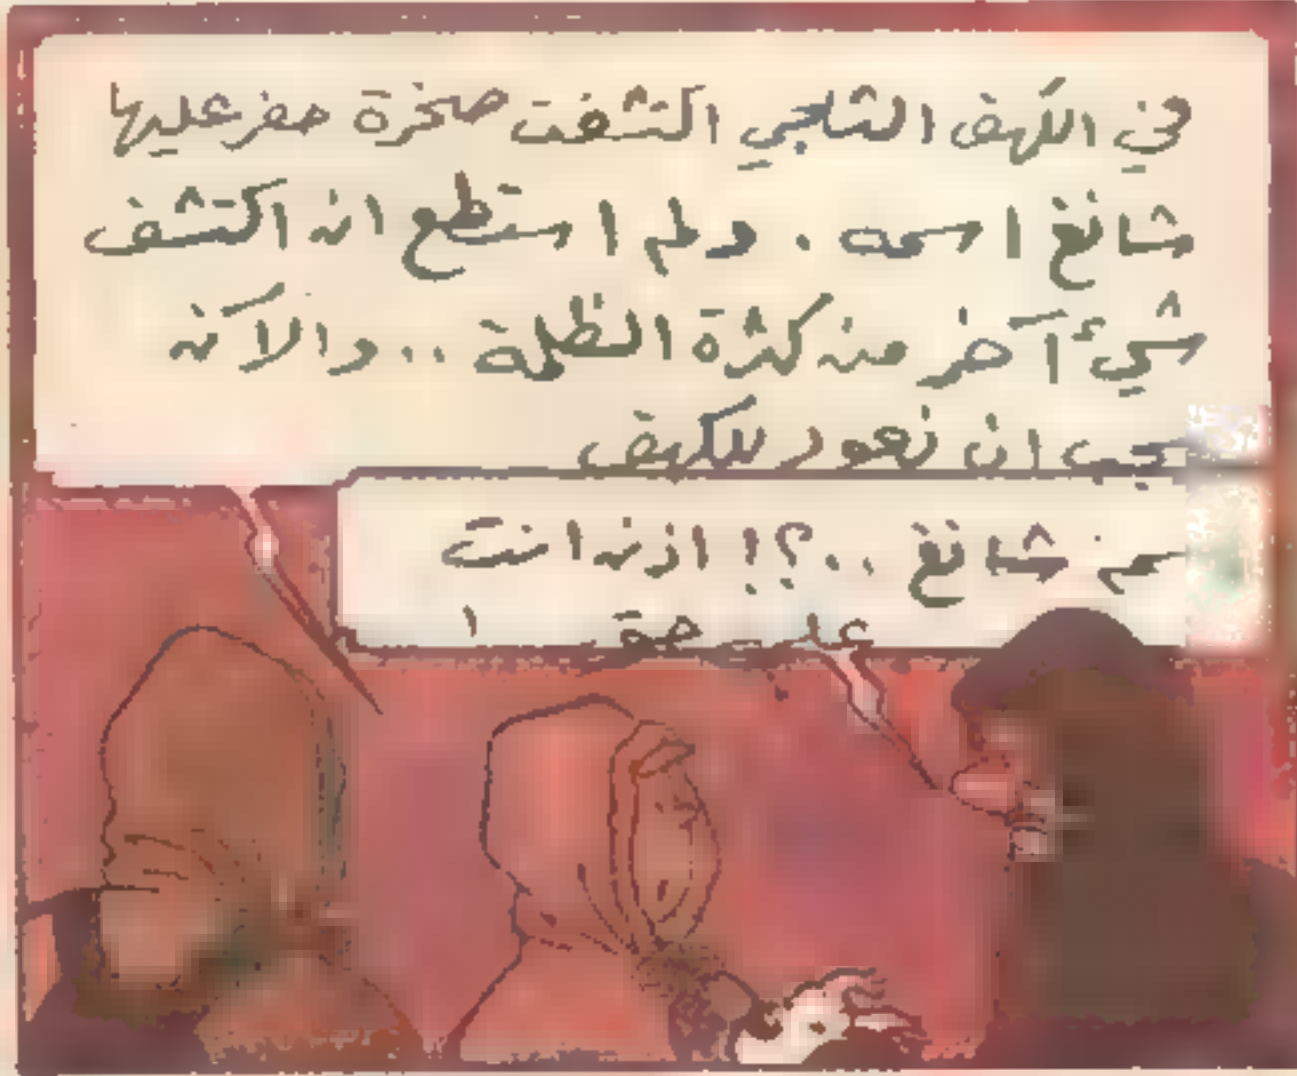 في الكهف الثلجي اكتشفت صخرة حفر عليها
شانغ اسمه . ولم استطع ان اكتشف
شيء آخر من كثرة الظلمة .. والآن
يجب ان نعود للكهف
شانغ ..؟! اذن انت
على حق !